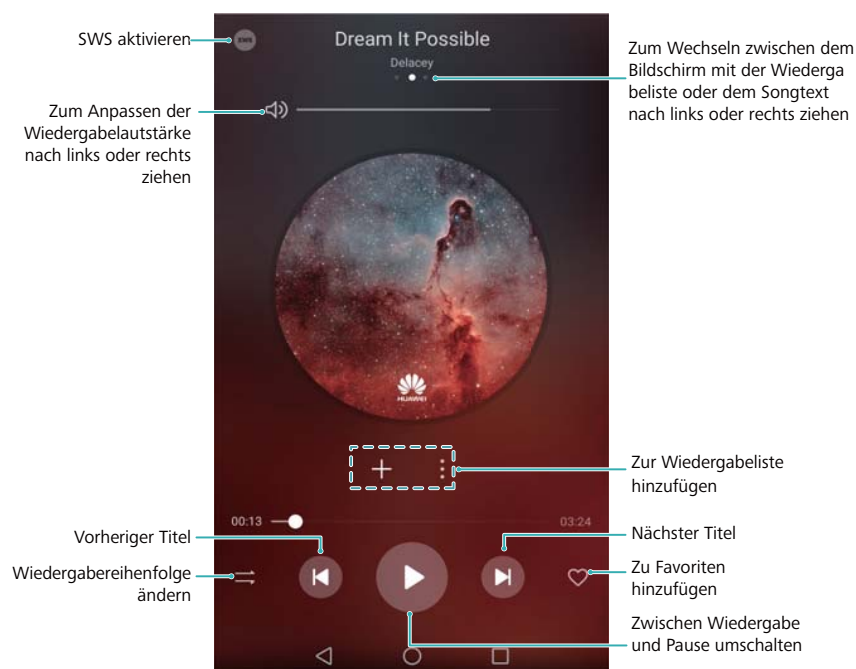 SWS aktivieren
SWS
Dream It Possible
Delacey
Zum Wechseln zwischen dem
Bildschirm mit der Wiederga
beliste oder dem Songtext
nach links oder rechts ziehen
Zum Anpassen der
Wiedergabelautstärke
nach links oder rechts
ziehen
HUAWEI
Zur Wiedergabeliste
hinzufügen
00:13
03:24
Vorheriger Titel
Nächster Titel
Wiedergabereihenfolge
ändern
Zu Favoriten
hinzufügen
Zwischen Wiedergabe
und Pause umschalten